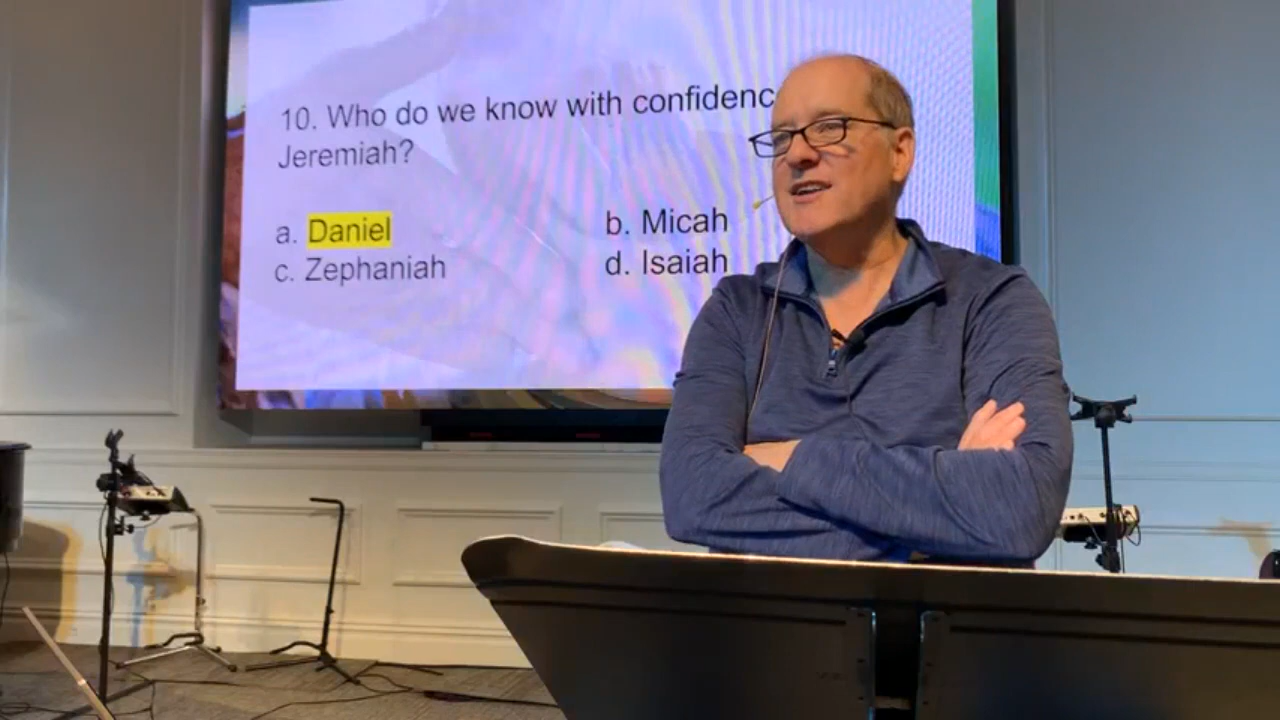 10. Who do we know with confidenc
Jeremiah?
a. Daniel b. Micah
c. Zephaniah d. Isaiah